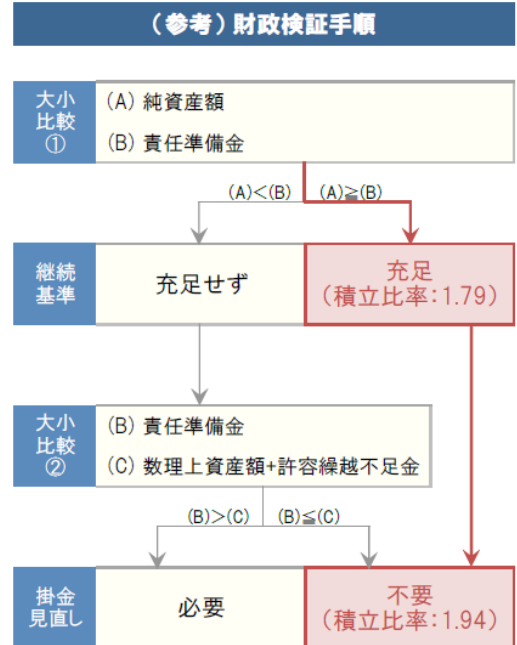 (参考)財政検証手順
大小
比較
①
(A) 純資産額
(B) 責任準備金
(A)<(B)
(A)≧(B)
継続
基準
充足せず
充足
(積立比率:1.79)
大小
比較
②
(B) 責任準備金
(C) 数理上資産額+許容繰越不足金
(B)>(C)
(B)≦(C)
掛金
見直し
必要
不要
(積立比率:1.94)